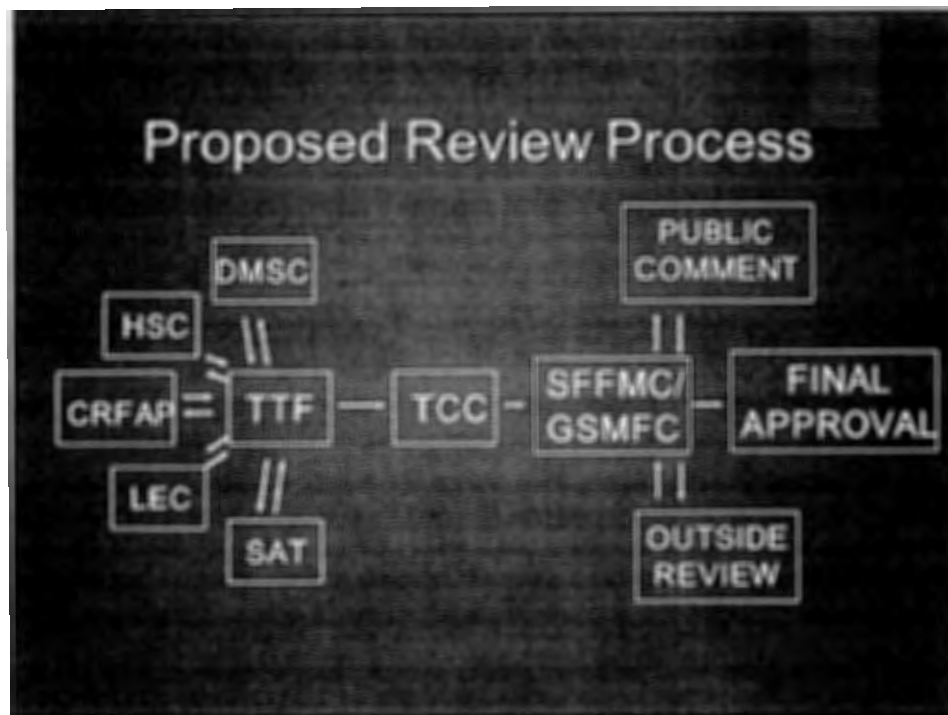 Proposed Review Process
PUBLIC
COMMENT
DMSC
HSC
CRFAP
TTF
TCC
SFFMC/
GSMFC
FINAL
APPROVAL
LEC
SAT
OUTSIDE
REVIEW